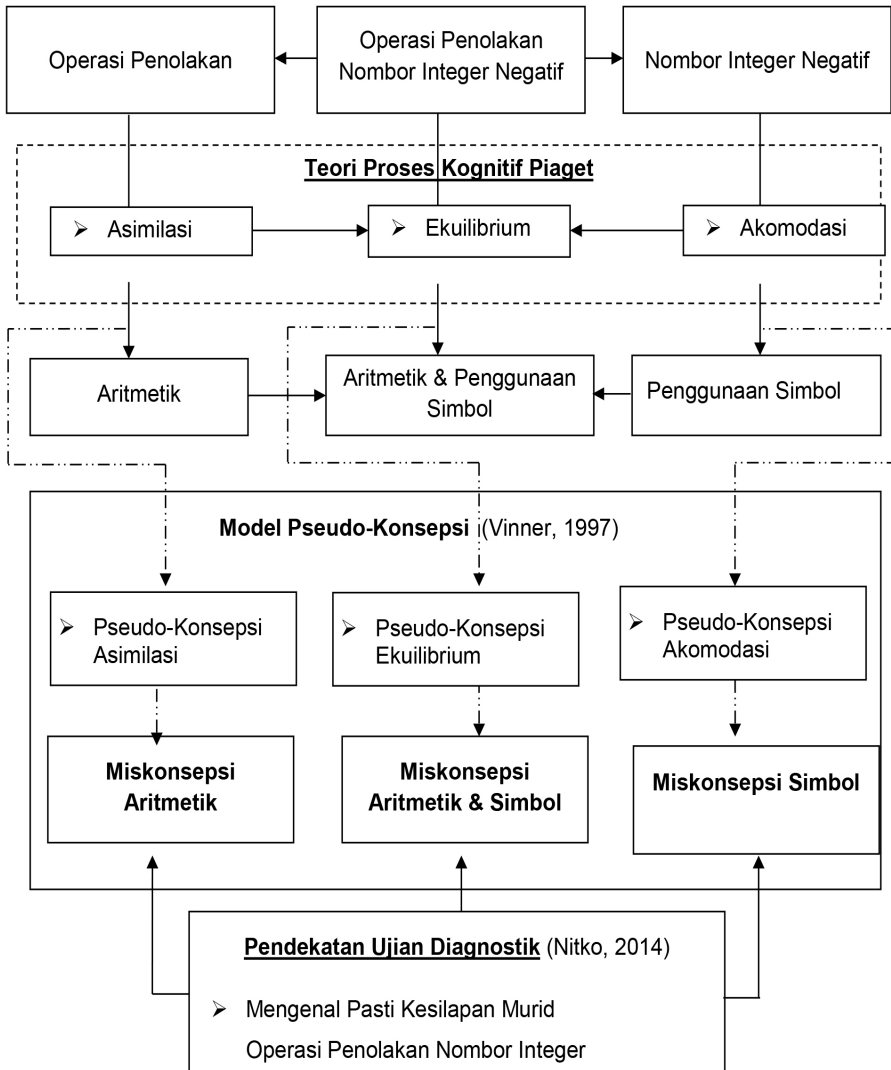 Operasi Penolakan
Operasi Penolakan
Nombor Integer Negatif
Nombor Integer Negatif
Teori Proses Kognitif Piaget
➢ Asimilasi
➢ Ekuilibrium
➢ Akomodasi
Aritmetik
Aritmetik & Penggunaan
Simbol
Penggunaan Simbol
Model Pseudo-Konsepsi (Vinner, 1997)
➢ Pseudo-Konsepsi
Asimilasi
➢ Pseudo-Konsepsi
Ekuilibrium
➢ Pseudo-Konsepsi
Akomodasi
Miskonsepsi
Aritmetik
Miskonsepsi
Aritmetik & Simbol
Miskonsepsi Simbol
Pendekatan Ujian Diagnostik (Nitko, 2014)
➢ Mengenal Pasti Kesilapan Murid
Operasi Penolakan Nombor Integer